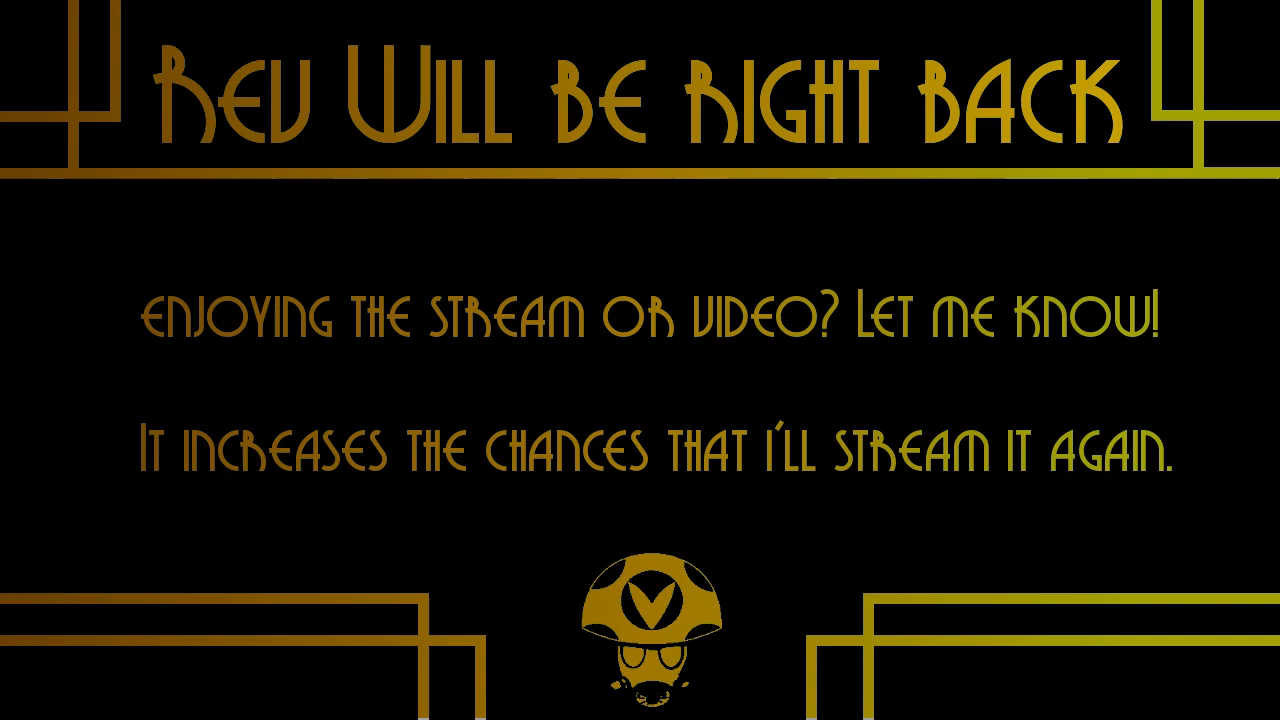 Rev Will be right back
enjoying the stream or video? Let me know!
It increases the chances that i'll stream it again.